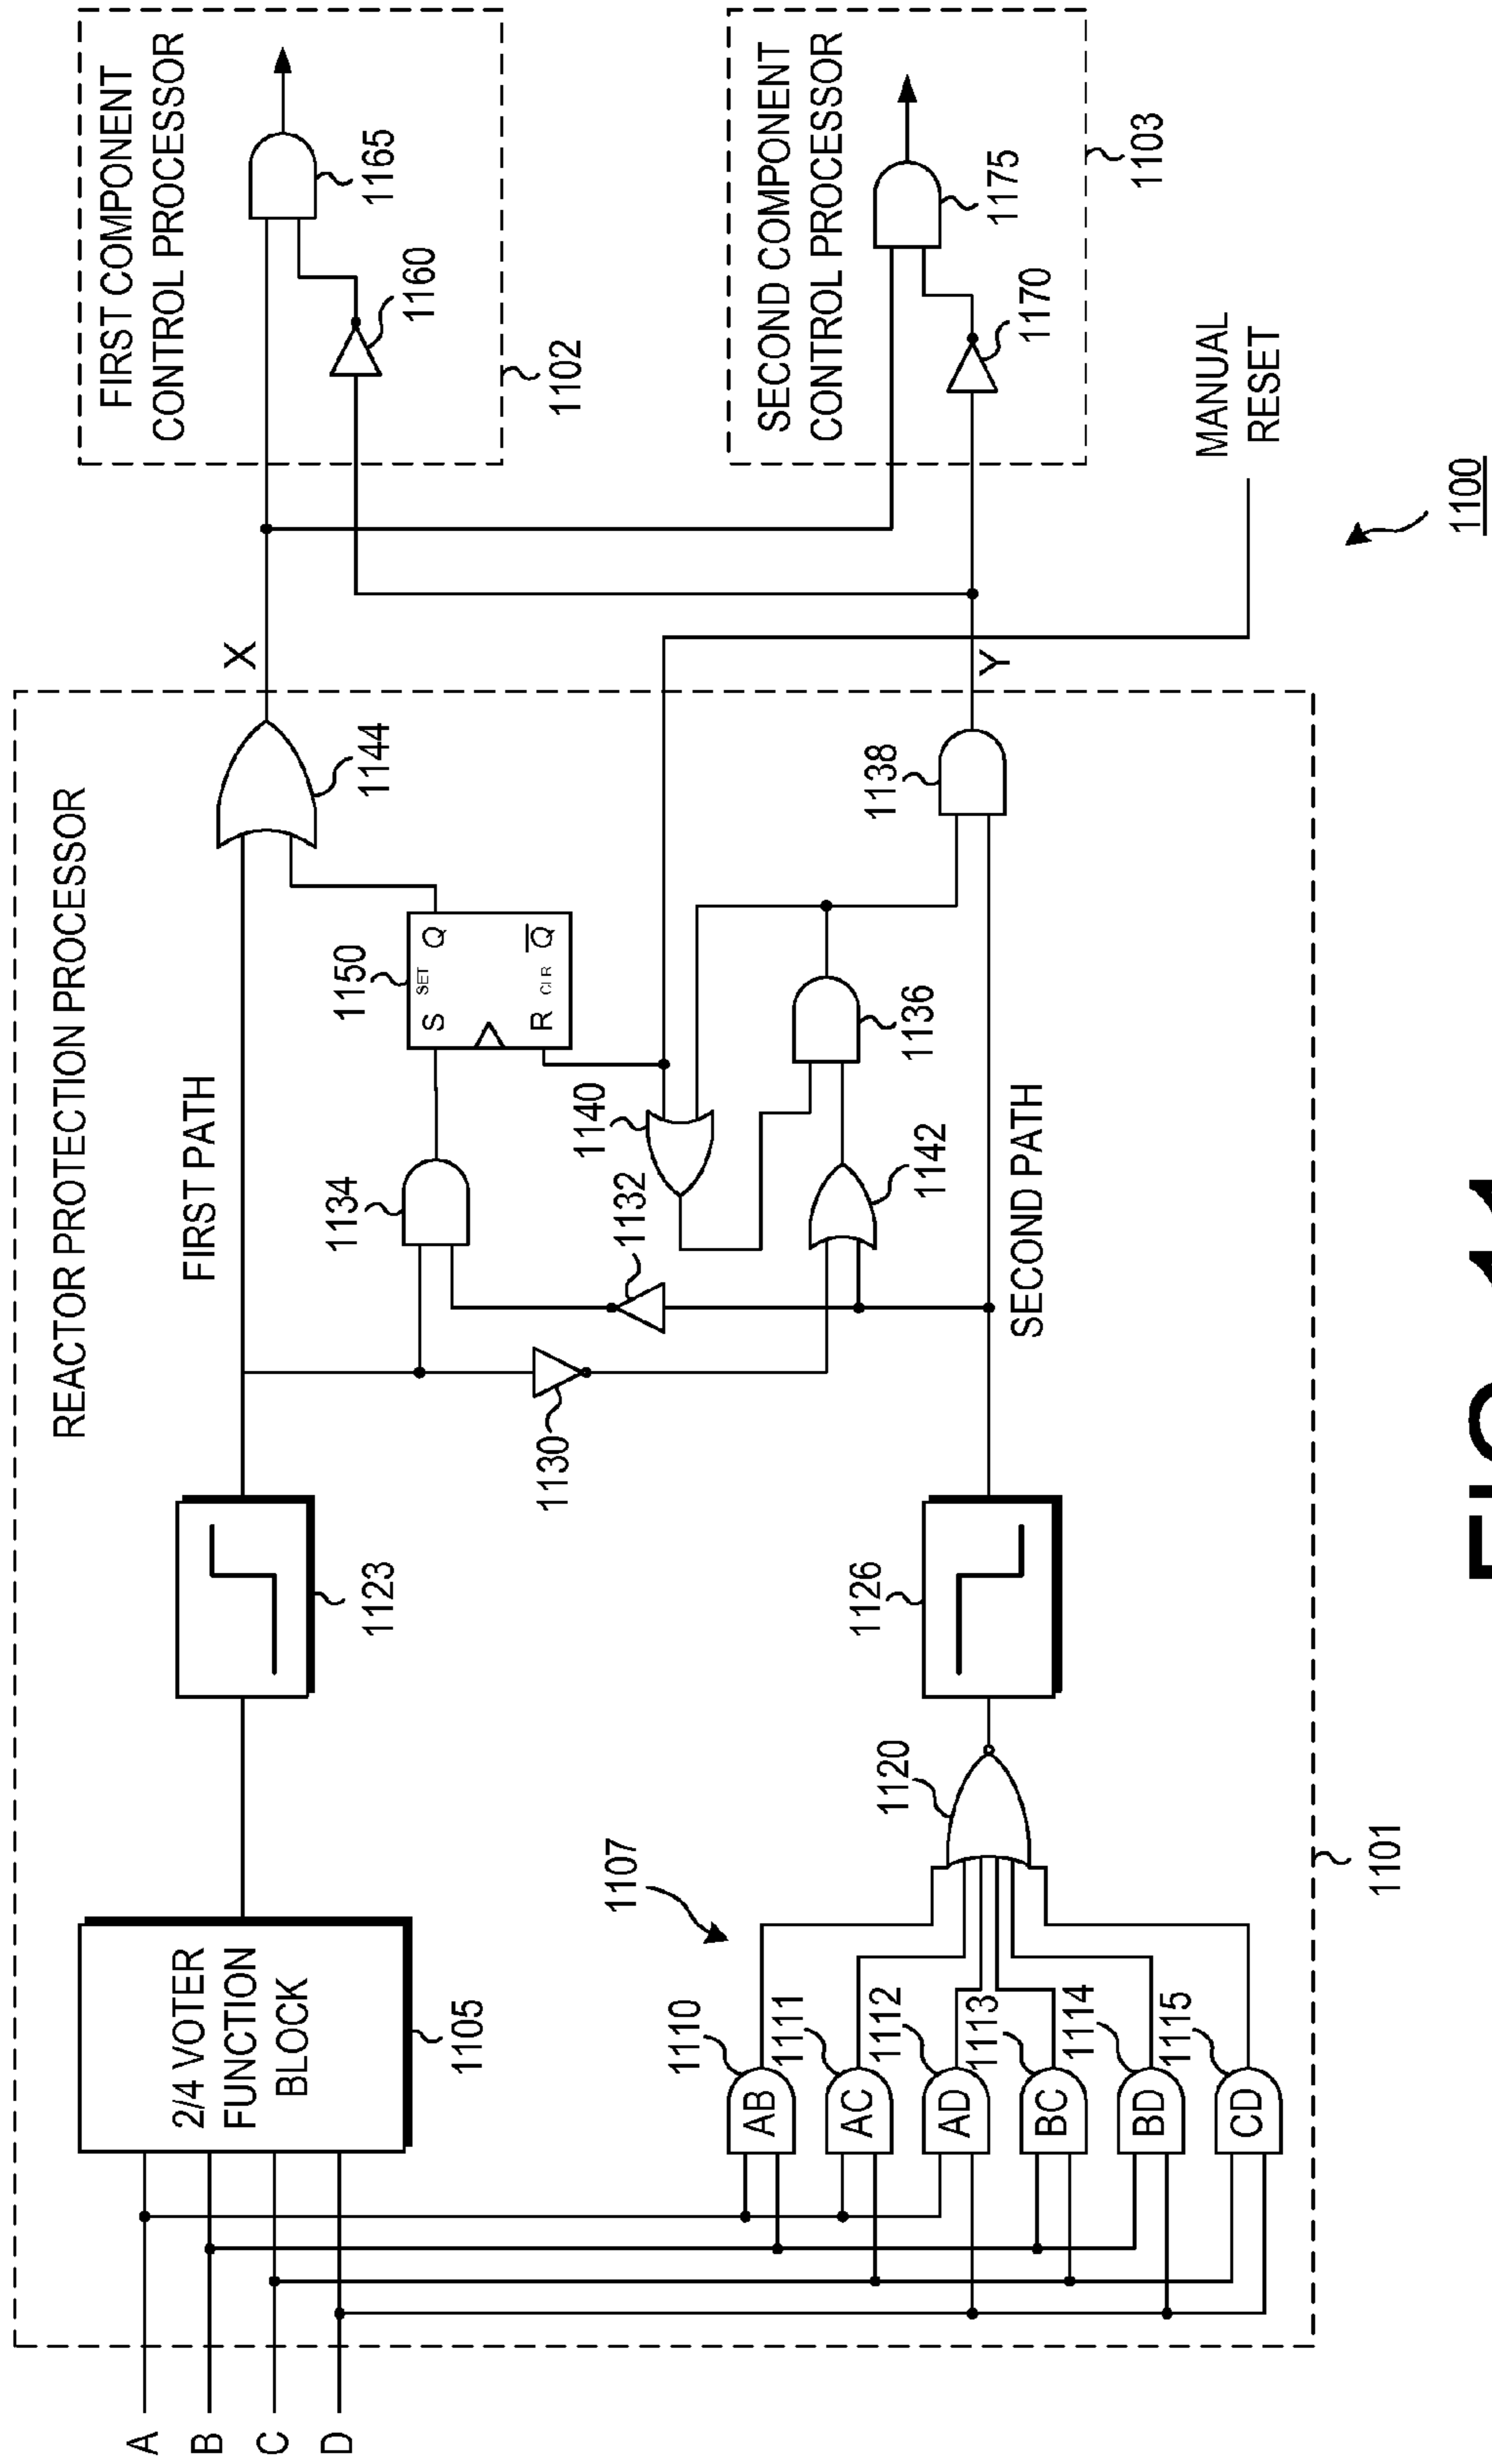 REACTOR PROTECTION PROCESSOR
FIRST PATH
SECOND PATH
A
B
C
D
2/4 VOTER
FUNCTION
BLOCK
1105
1107
AB
AC
AD
BC
BD
CD
1110
1111
1112
1113
1114
1115
1120
1123
1126
1130
1132
1134
1136
1138
1140
1142
1144
1150
S
SET
Q
R
CLR
Q
X
Y
1101
FIRST COMPONENT
CONTROL PROCESSOR
1160
1165
1102
SECOND COMPONENT
CONTROL PROCESSOR
1170
1175
1103
MANUAL
RESET
1100